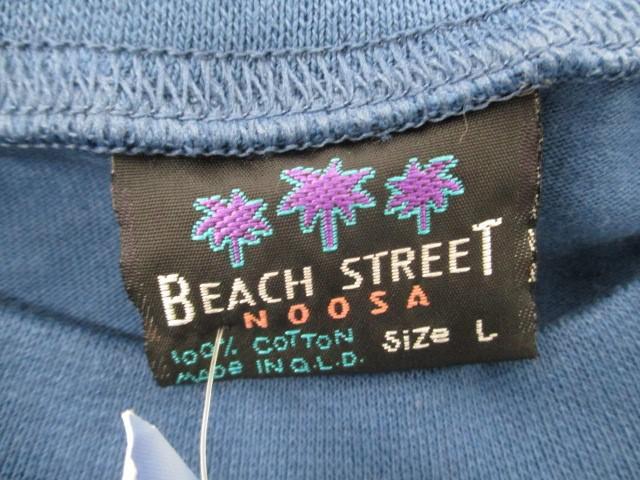 BEACH STREET
NOOSA
100% COTTON SiZe L
MADE IN Q.L.D.